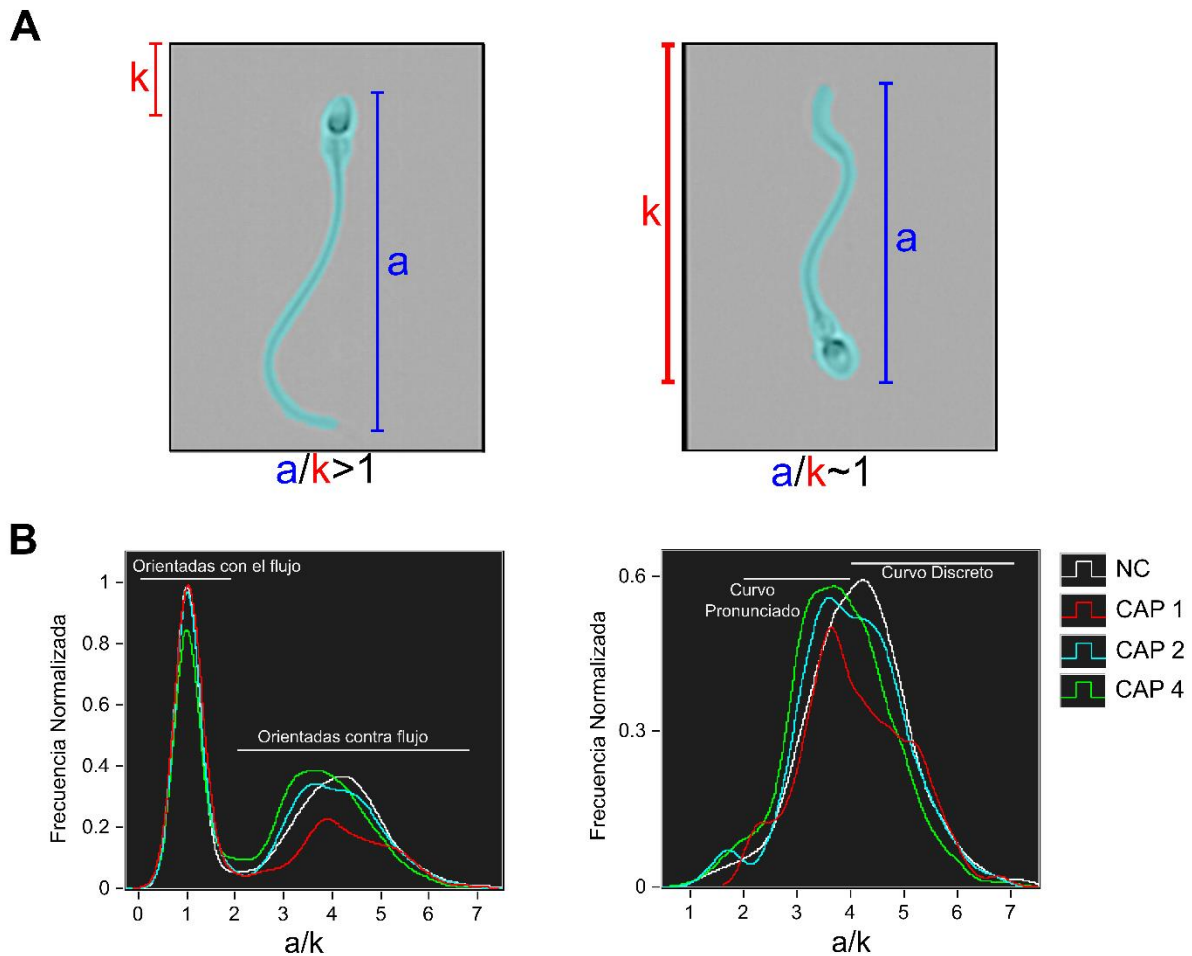 A
k
a
a/k>1
k
a
a/k~1
B
Frecuencia Normalizada
1
0.8
0.6
0.4
0.2
0
Orientadas con el flujo
Orientadas contra flujo
0 1 2 3 4 5 6 7
a/k
Frecuencia Normalizada
0.6
0.3
0
Curvo
Pronunciado
Curvo Discreto
1 2 3 4 5 6 7
a/k
NC
CAP 1
CAP 2
CAP 4